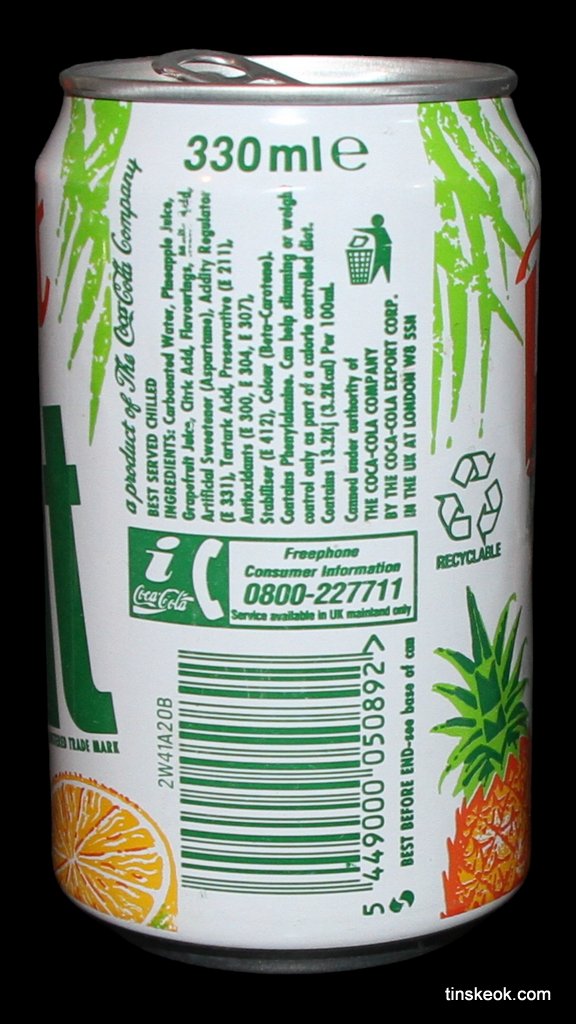 330 ml e
a product of The Coca-Cola Company
BEST SERVED CHILLED
INGREDIENTS: Carbonated Water, Pineapple Juice,
Grapefruit Juice, Citric Acid, Flavourings, Acid,
Artificial Sweetener (Aspartame), Acidity Regulator
(E 331), Tartaric Acid, Preservative (E 211),
Antioxidants (E 300, E 304, E 307),
Stabiliser (E 412), Colour (Beta-Carotene).
Contains Phenylalanine. Can help slimming or weight
control only as part of a calorie controlled diet.
Contains 13.2kJ (3.2Kcal) Per 100ml.
Canned under authority of
THE COCA-COLA COMPANY
BY THE COCA-COLA EXPORT CORP.
IN THE UK AT LONDON W6 5SN
RECYCLABLE
i
Coca-Cola
Freephone
Consumer Information
0800-227711
Service available in UK mainland only
t
t
TRADE MARK
2W41A20B
5 449000 050892 >
BEST BEFORE END-see base of can
tinskeok.com